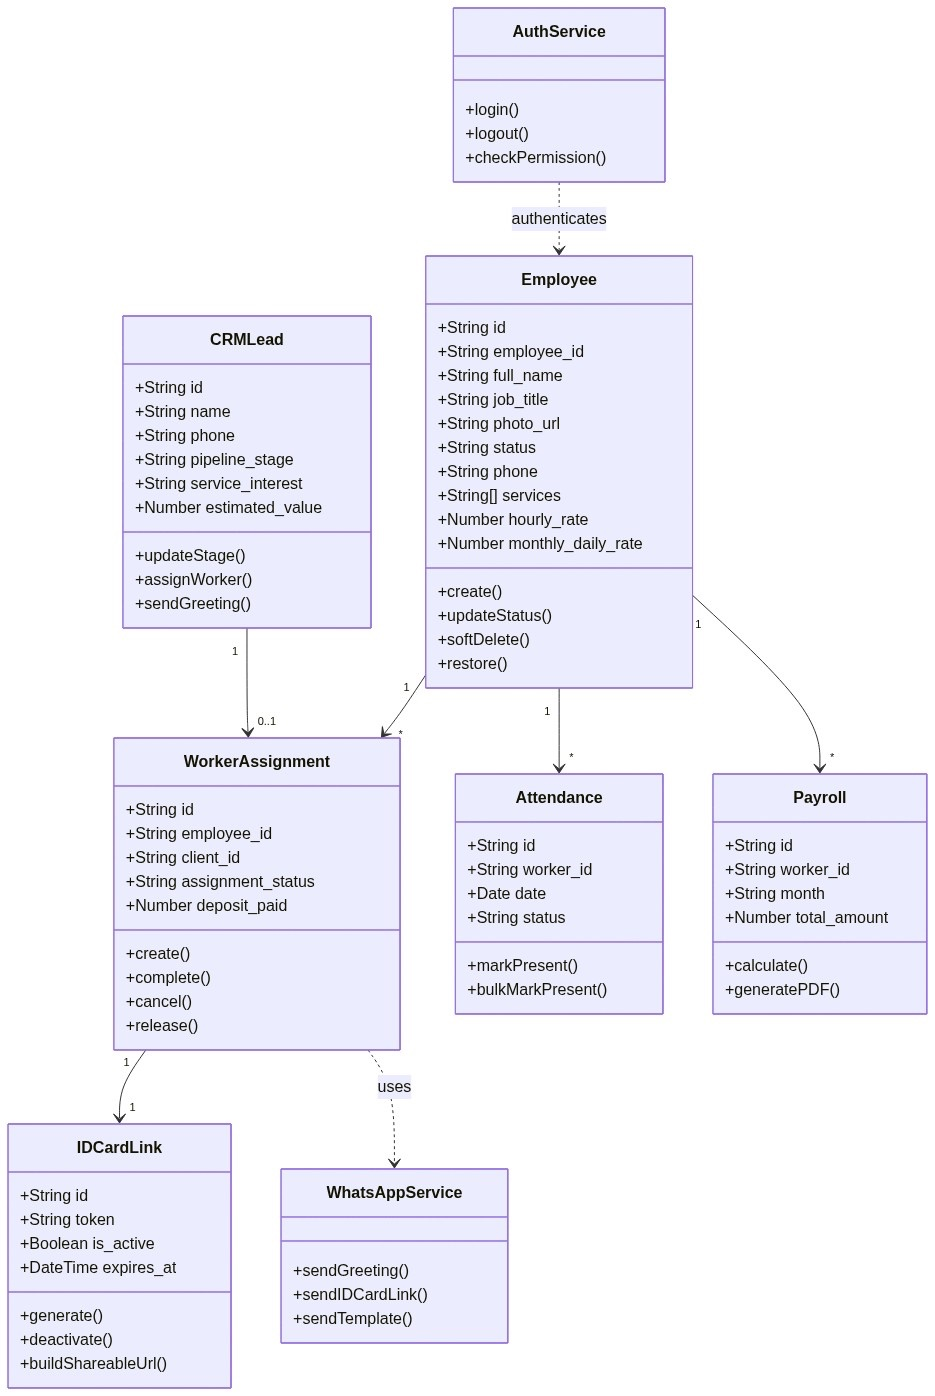 AuthService
+login()
+logout()
+checkPermission()
authenticates
Employee
+String id
+String employee_id
+String full_name
+String job_title
+String photo_url
+String status
+String phone
+String[] services
+Number hourly_rate
+Number monthly_daily_rate
+create()
+updateStatus()
+softDelete()
+restore()
CRMLead
+String id
+String name
+String phone
+String pipeline_stage
+String service_interest
+Number estimated_value
+updateStage()
+assignWorker()
+sendGreeting()
1
0..1
1
*
1
*
1
*
WorkerAssignment
+String id
+String employee_id
+String client_id
+String assignment_status
+Number deposit_paid
+create()
+complete()
+cancel()
+release()
Attendance
+String id
+String worker_id
+Date date
+String status
+markPresent()
+bulkMarkPresent()
Payroll
+String id
+String worker_id
+String month
+Number total_amount
+calculate()
+generatePDF()
1
1
uses
IDCardLink
+String id
+String token
+Boolean is_active
+DateTime expires_at
+generate()
+deactivate()
+buildShareableUrl()
WhatsAppService
+sendGreeting()
+sendIDCardLink()
+sendTemplate()